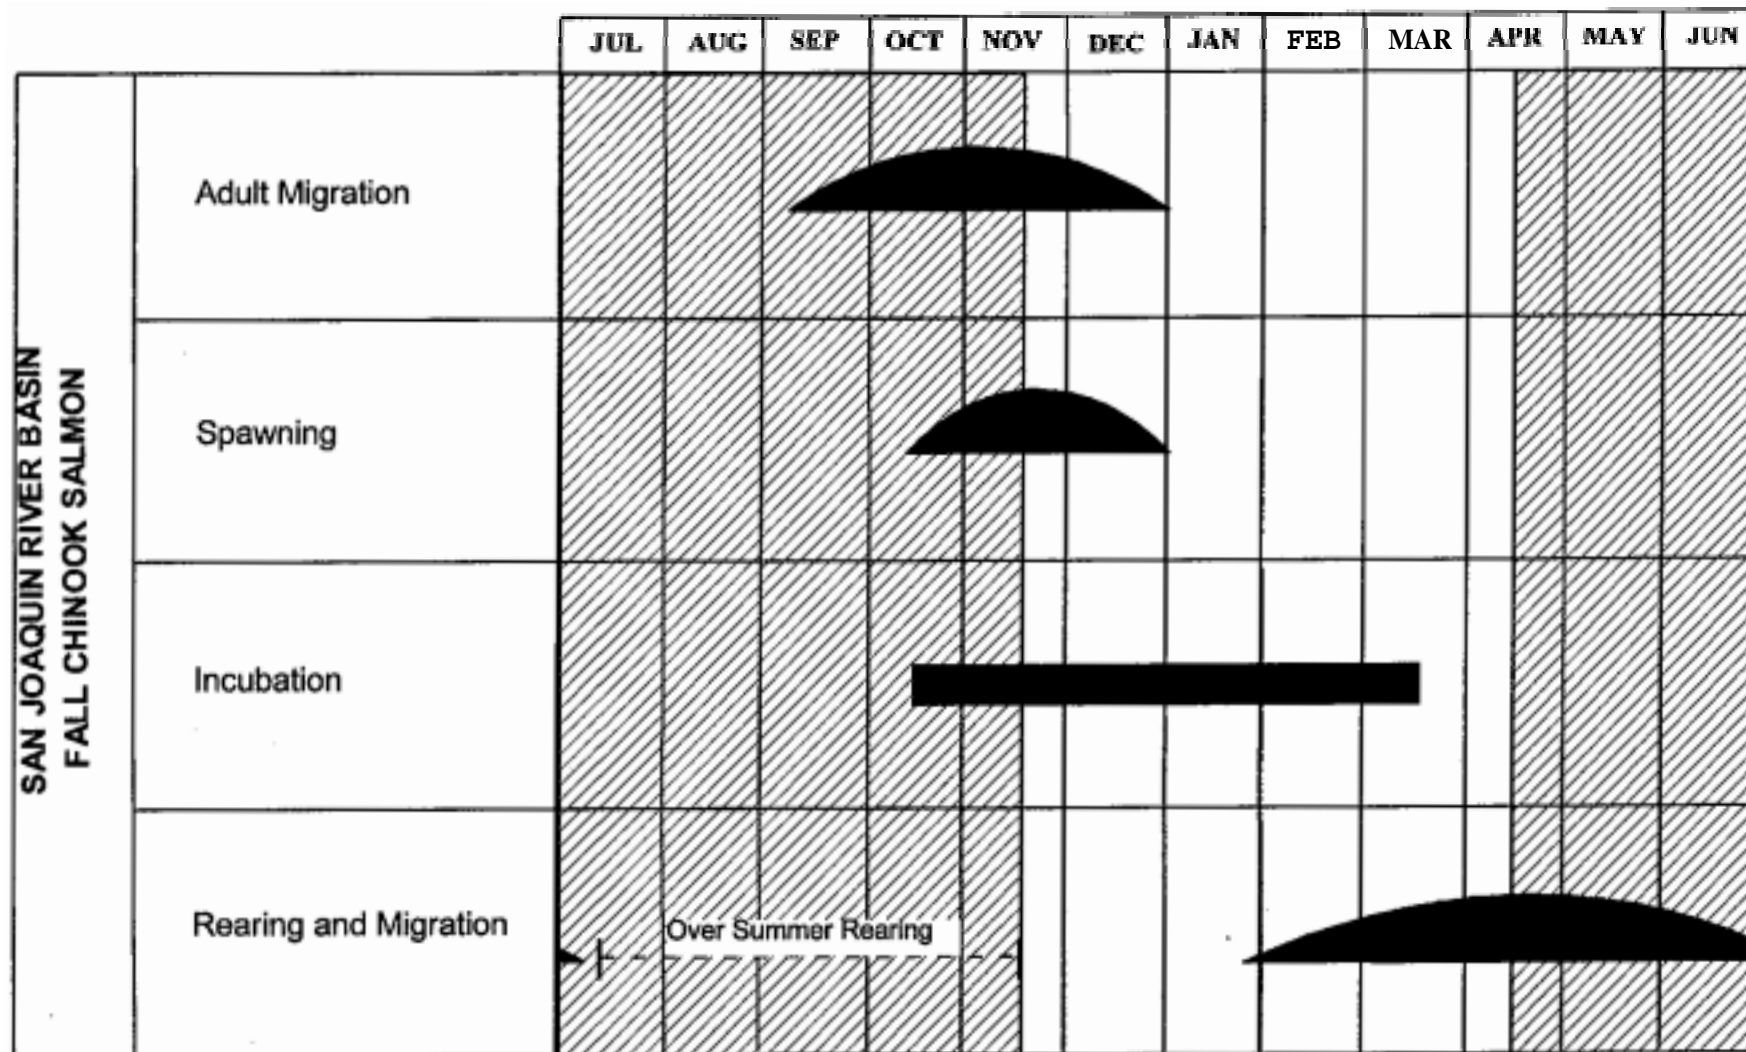 JUL AUG SEP OCT NOV DEC JAN FEB MAR APR MAY JUN
SAN JOAQUIN RIVER BASIN
FALL CHINOOK SALMON
Adult Migration
Spawning
Incubation
Rearing and Migration
Over Summer Rearing